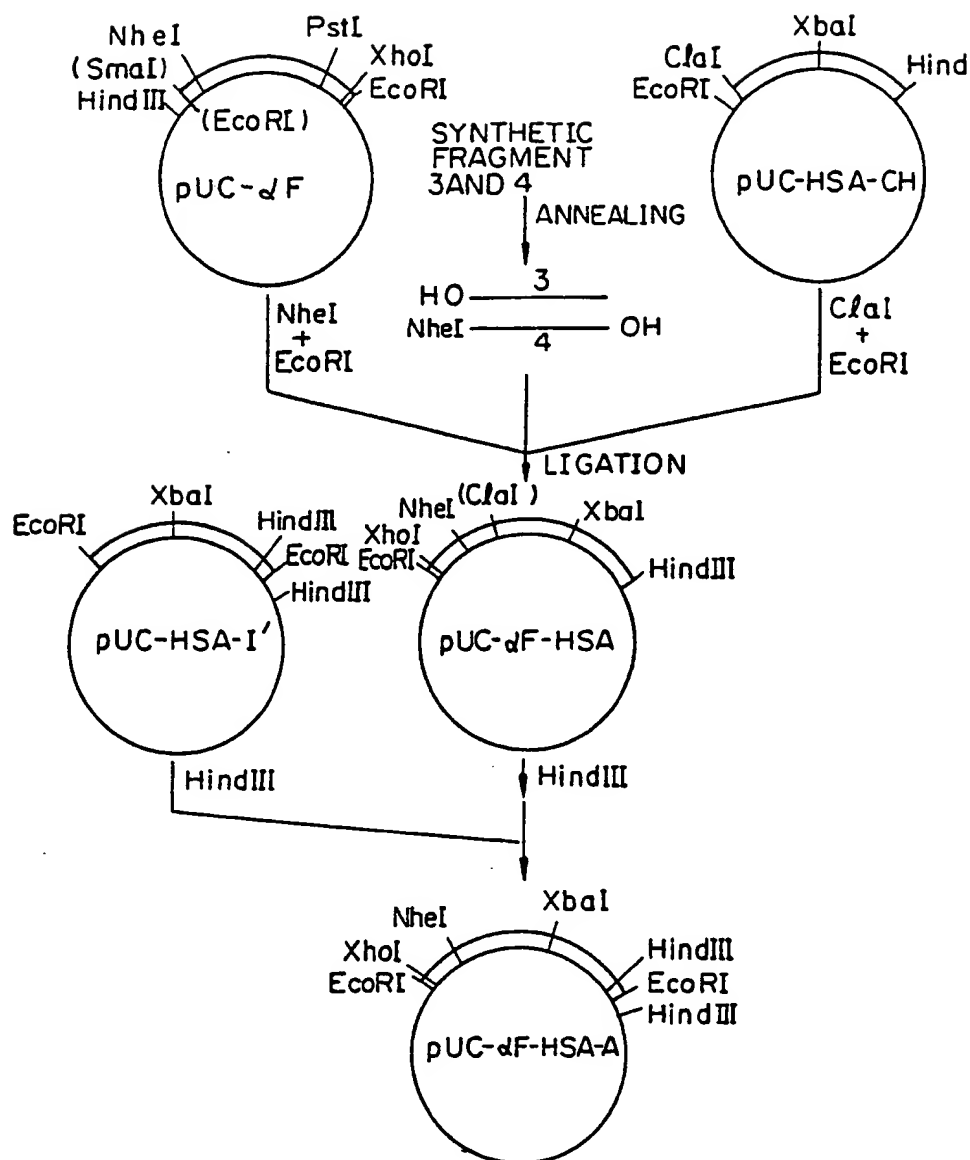 NheI
(SmaI)
HindIII
(EcoRI)
PstI
XhoI
EcoRI
pUC-αF
SYNTHETIC
FRAGMENT
3AND 4
ANNEALING
HO
3
NheI
4
OH
ClaI
EcoRI
XbaI
Hind
pUC-HSA-CH
NheI
+
EcoRI
ClaI
+
EcoRI
LIGATION
EcoRI
XbaI
HindIII
EcoRI
HindIII
pUC-HSA-I'
EcoRI
XhoI
NheI
(ClaI)
XbaI
HindIII
pUC-αF-HSA
HindIII
HindIII
EcoRI
XhoI
NheI
XbaI
HindIII
EcoRI
HindIII
pUC-αF-HSA-A